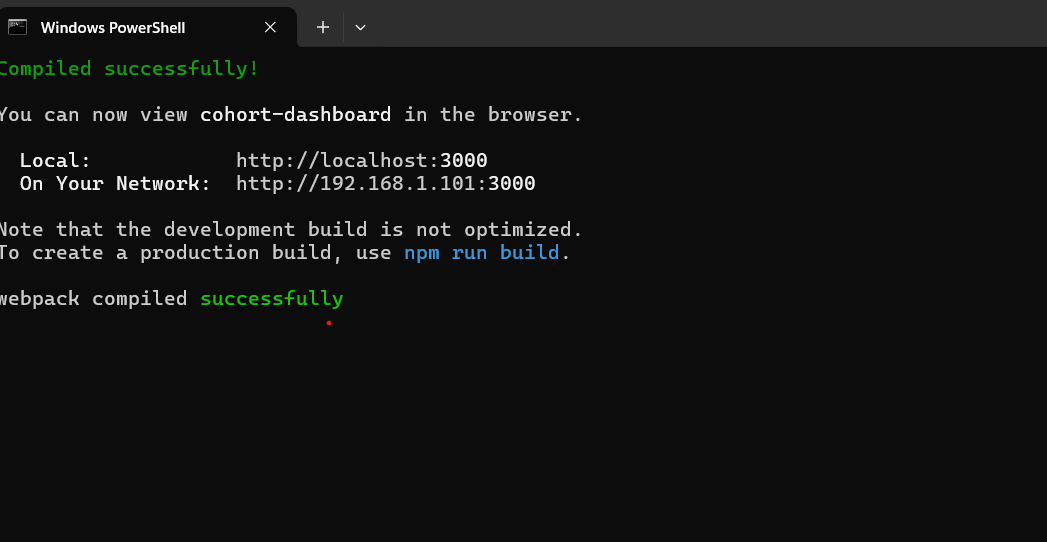 Windows PowerShell
Compiled successfully!
You can now view cohort-dashboard in the browser.
Local: http://localhost:3000
On Your Network: http://192.168.1.101:3000
Note that the development build is not optimized.
To create a production build, use npm run build.
webpack compiled successfully